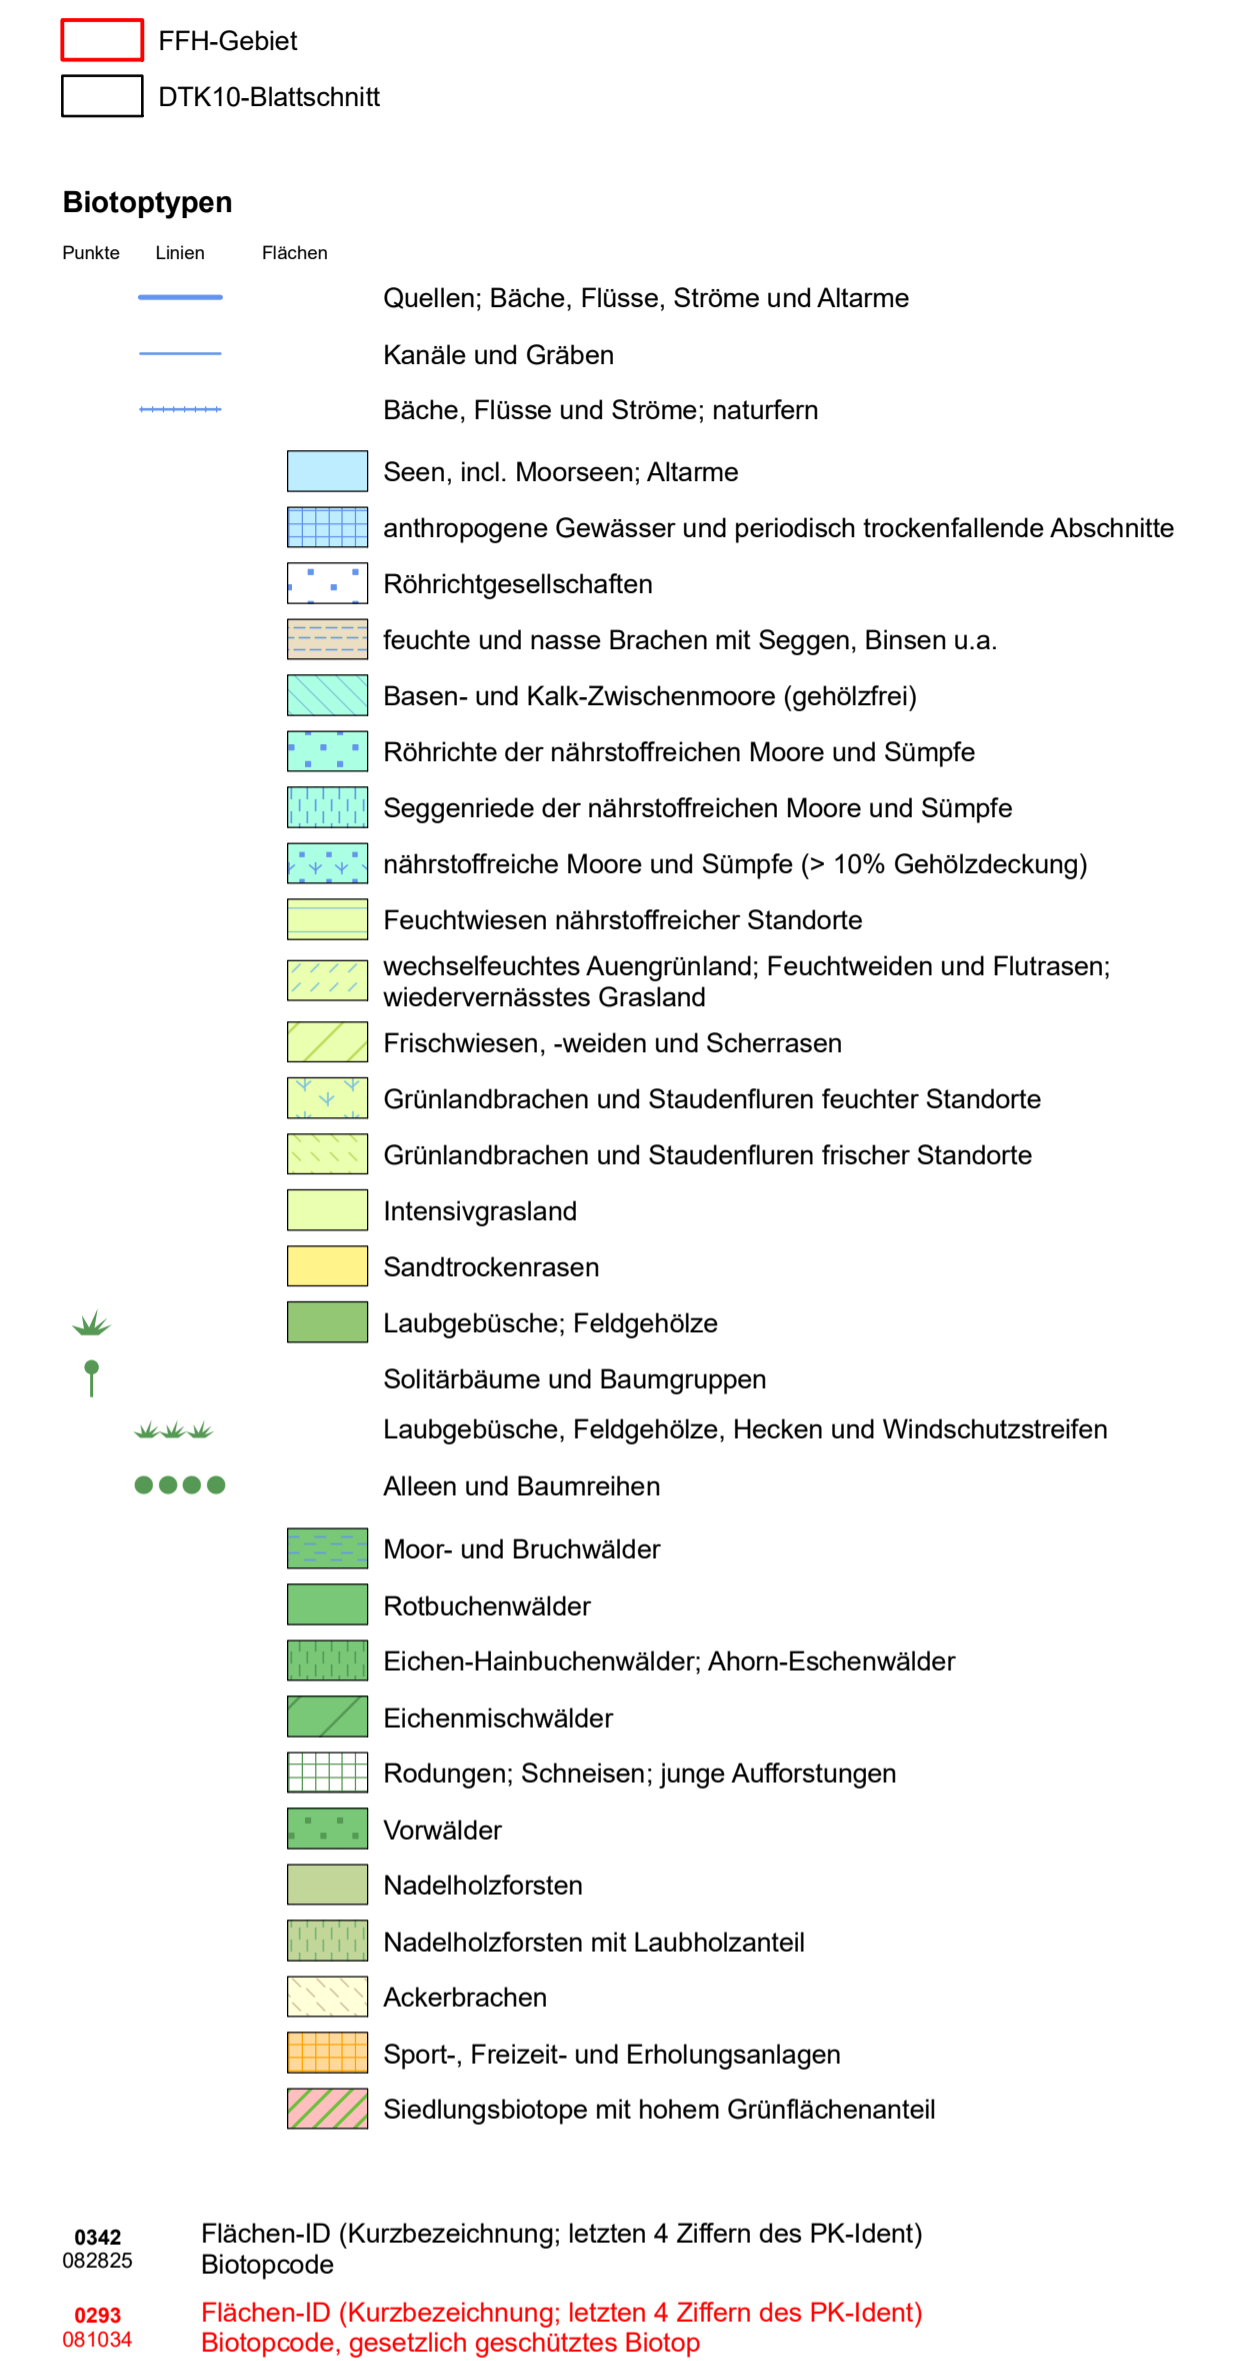 FFH-Gebiet
DTK10-Blattschnitt
Biotoptypen
Punkte Linien Flächen
Quellen; Bäche, Flüsse, Ströme und Altarme
Kanäle und Gräben
Bäche, Flüsse und Ströme; naturfern
Seen, incl. Moorseen; Altarme
anthropogene Gewässer und periodisch trockenfallende Abschnitte
Röhrichtgesellschaften
feuchte und nasse Brachen mit Seggen, Binsen u.a.
Basen- und Kalk-Zwischenmoore (gehölzfrei)
Röhrichte der nährstoffreichen Moore und Sümpfe
Seggenriede der nährstoffreichen Moore und Sümpfe
nährstoffreiche Moore und Sümpfe (> 10% Gehölzdeckung)
Feuchtwiesen nährstoffreicher Standorte
wechselfeuchtes Auengrünland; Feuchtweiden und Flutrasen;
wiedervernässtes Grasland
Frischwiesen, -weiden und Scherrasen
Grünlandbrachen und Staudenfluren feuchter Standorte
Grünlandbrachen und Staudenfluren frischer Standorte
Intensivgrasland
Sandtrockenrasen
Laubgebüsche; Feldgehölze
Solitärbäume und Baumgruppen
Laubgebüsche, Feldgehölze, Hecken und Windschutzstreifen
Alleen und Baumreihen
Moor- und Bruchwälder
Rotbuchenwälder
Eichen-Hainbuchenwälder; Ahorn-Eschenwälder
Eichenmischwälder
Rodungen; Schneisen; junge Aufforstungen
Vorwälder
Nadelholzforsten
Nadelholzforsten mit Laubholzanteil
Ackerbrachen
Sport-, Freizeit- und Erholungsanlagen
Siedlungsbiotope mit hohem Grünflächenanteil
0342 Flächen-ID (Kurzbezeichnung; letzten 4 Ziffern des PK-Ident)
082825 Biotopcode
0293 Flächen-ID (Kurzbezeichnung; letzten 4 Ziffern des PK-Ident)
081034 Biotopcode, gesetzlich geschütztes Biotop